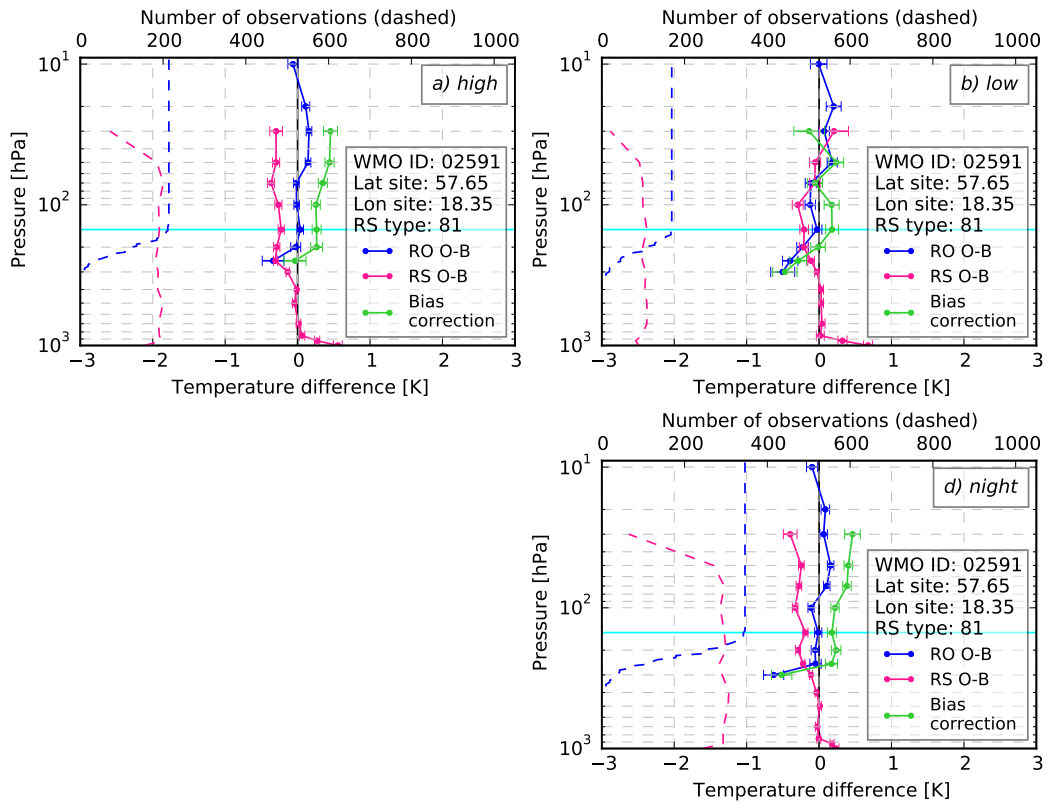 Number of observations (dashed)
0 200 400 600 800 1000
10¹
a) high
WMO ID: 02591
Lat site: 57.65
10²
Lon site: 18.35
RS type: 81
RO O-B
RS O-B
Bias
correction
10³
Pressure [hPa]
−3 −2 −1 0 1 2 3
Temperature difference [K]
Number of observations (dashed)
0 200 400 600 800 1000
10¹
b) low
WMO ID: 02591
Lat site: 57.65
10²
Lon site: 18.35
RS type: 81
RO O-B
RS O-B
Bias
correction
10³
Pressure [hPa]
−3 −2 −1 0 1 2 3
Temperature difference [K]
Number of observations (dashed)
0 200 400 600 800 1000
10¹
d) night
WMO ID: 02591
Lat site: 57.65
10²
Lon site: 18.35
RS type: 81
RO O-B
RS O-B
Bias
correction
10³
Pressure [hPa]
−3 −2 −1 0 1 2 3
Temperature difference [K]